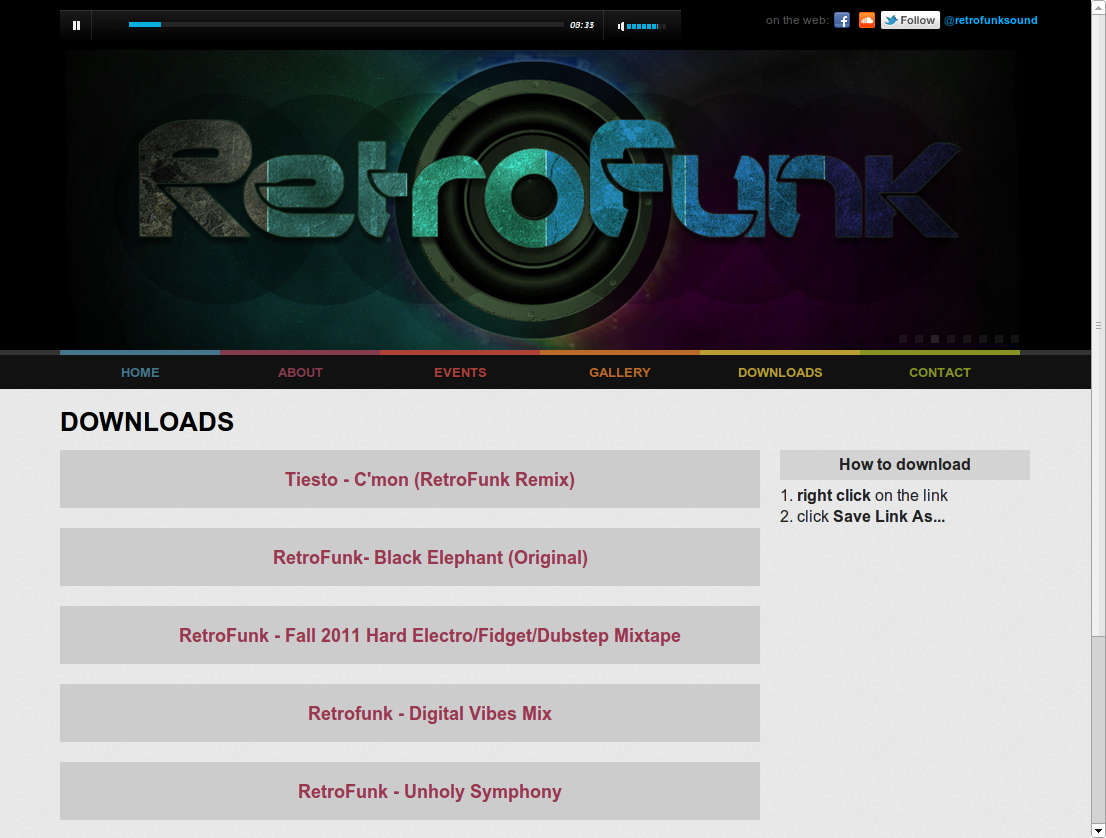 03:35
on the web:
Follow
@retrofunksound
RetroFunk
HOME
ABOUT
EVENTS
GALLERY
DOWNLOADS
CONTACT
DOWNLOADS
Tiesto - C'mon (RetroFunk Remix)
RetroFunk- Black Elephant (Original)
RetroFunk - Fall 2011 Hard Electro/Fidget/Dubstep Mixtape
Retrofunk - Digital Vibes Mix
RetroFunk - Unholy Symphony
How to download
1. right click on the link
2. click Save Link As...